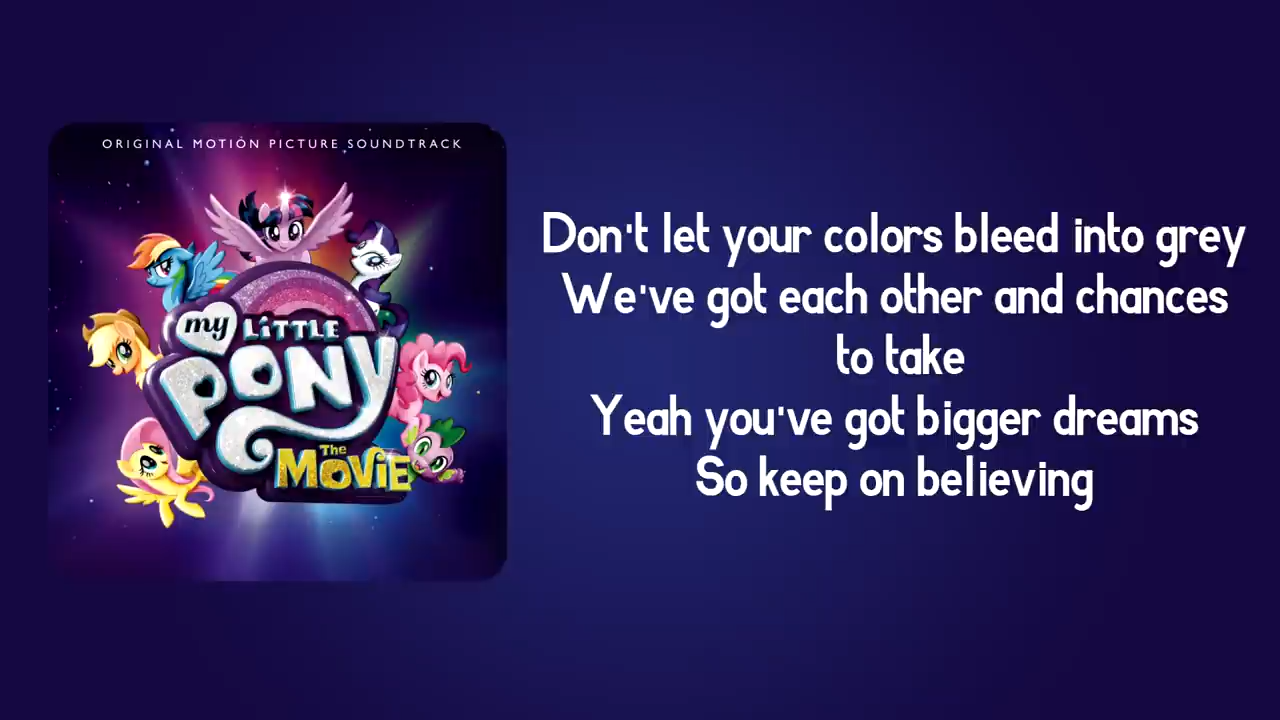 ORIGINAL MOTION PICTURE SOUNDTRACK
my LiTTLE
PONY
The
MOViE
Don't let your colors bleed into grey
We've got each other and chances
to take
Yeah you've got bigger dreams
So keep on believing